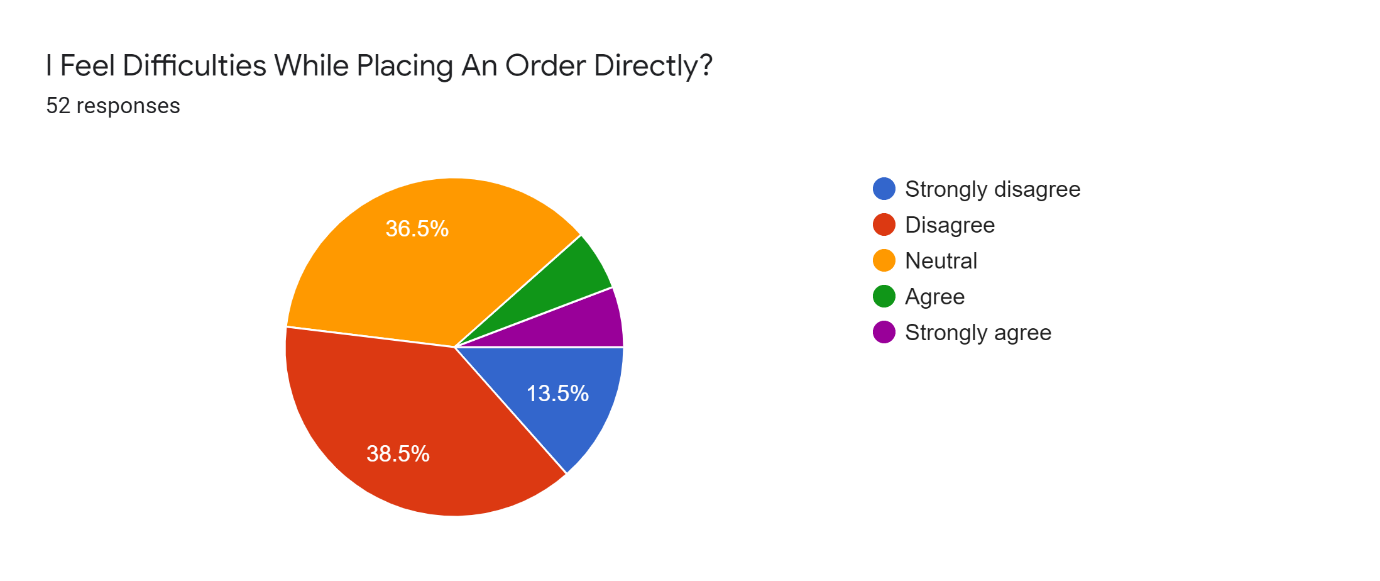 I Feel Difficulties While Placing An Order Directly?
52 responses
36.5%
13.5%
38.5%
Strongly disagree
Disagree
Neutral
Agree
Strongly agree